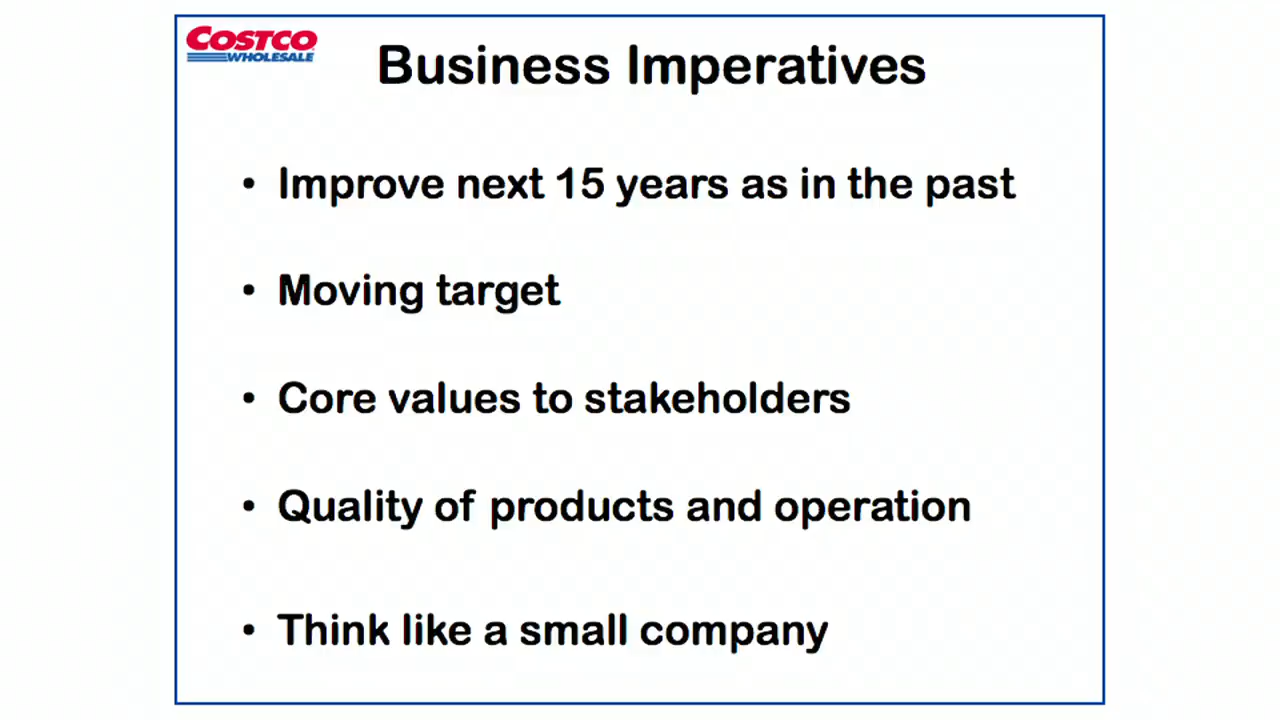 COSTCO
WHOLESALE
Business Imperatives
• Improve next 15 years as in the past
• Moving target
• Core values to stakeholders
• Quality of products and operation
• Think like a small company